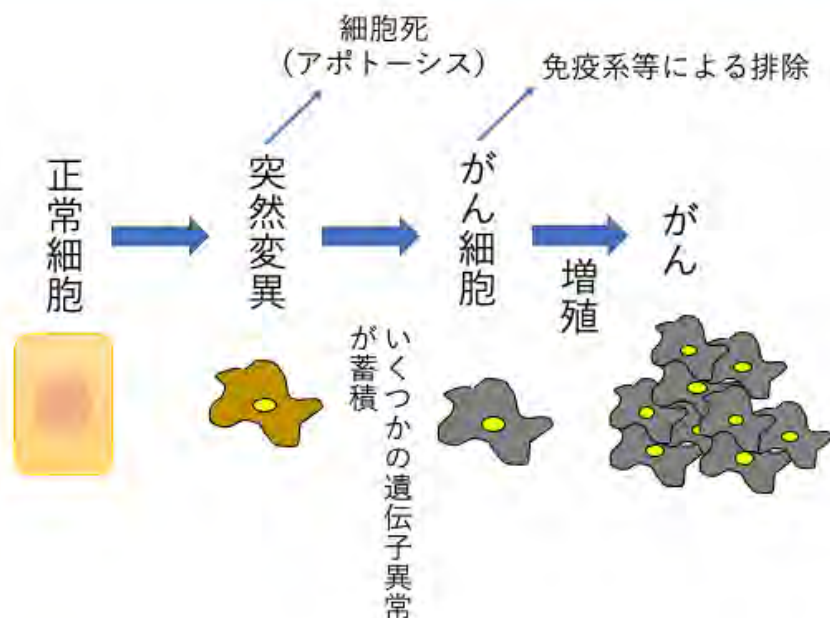 細胞死
（アポトーシス）
免疫系等による排除
正常細胞
突然変異
がん細胞
がん
増殖
いくつかの遺伝子異常
が蓄積